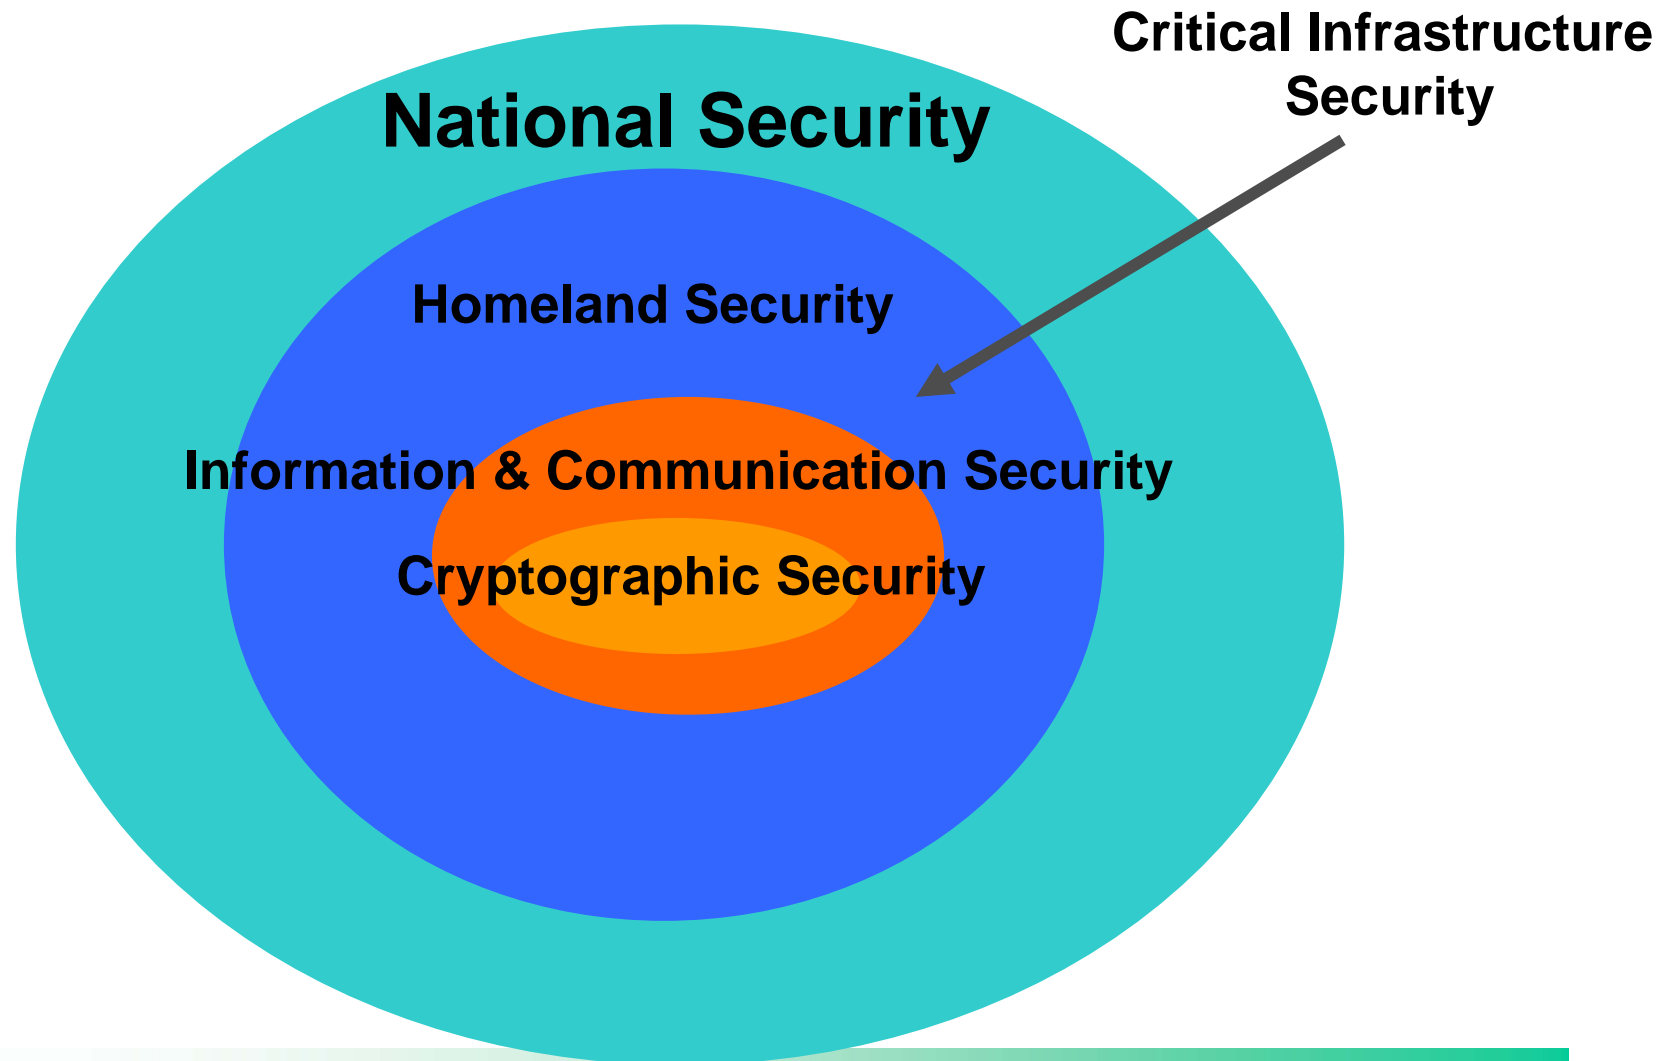 Critical Infrastructure
Security
National Security
Homeland Security
Information & Communication Security
Cryptographic Security